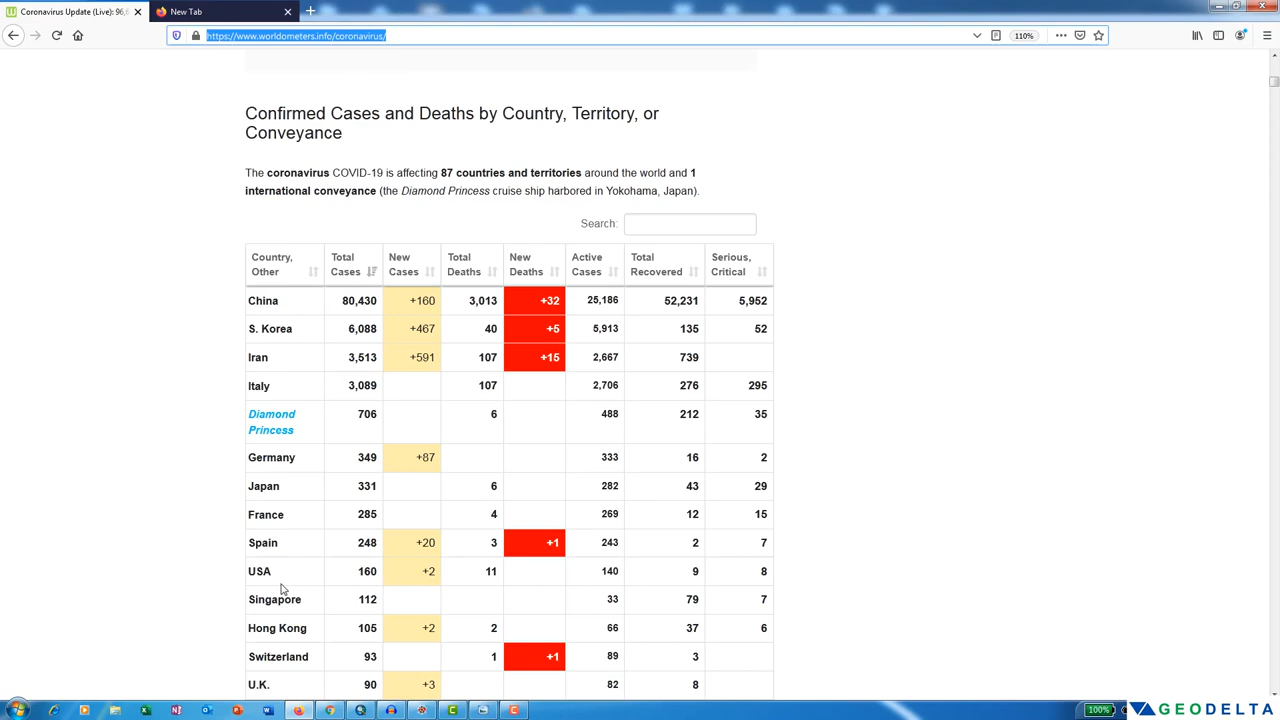 Coronavirus Update (Live): 96,
New Tab
https://www.worldometers.info/coronavirus/
110%
Confirmed Cases and Deaths by Country, Territory, or
Conveyance
The coronavirus COVID-19 is affecting 87 countries and territories around the world and 1
international conveyance (the Diamond Princess cruise ship harbored in Yokohama, Japan).
Search:
Country, Other Total Cases New Cases Total Deaths New Deaths Active Cases Total Recovered Serious, Critical
China 80,430 +160 3,013 +32 25,186 52,231 5,952
S. Korea 6,088 +467 40 +5 5,913 135 52
Iran 3,513 +591 107 +15 2,667 739
Italy 3,089 107 2,706 276 295
Diamond Princess 706 6 488 212 35
Germany 349 +87 333 16 2
Japan 331 6 282 43 29
France 285 4 269 12 15
Spain 248 +20 3 +1 243 2 7
USA 160 +2 11 140 9 8
Singapore 112 33 79 7
Hong Kong 105 +2 2 66 37 6
Switzerland 93 1 +1 89 3
U.K. 90 +3 82 8
100%
GEODELTA